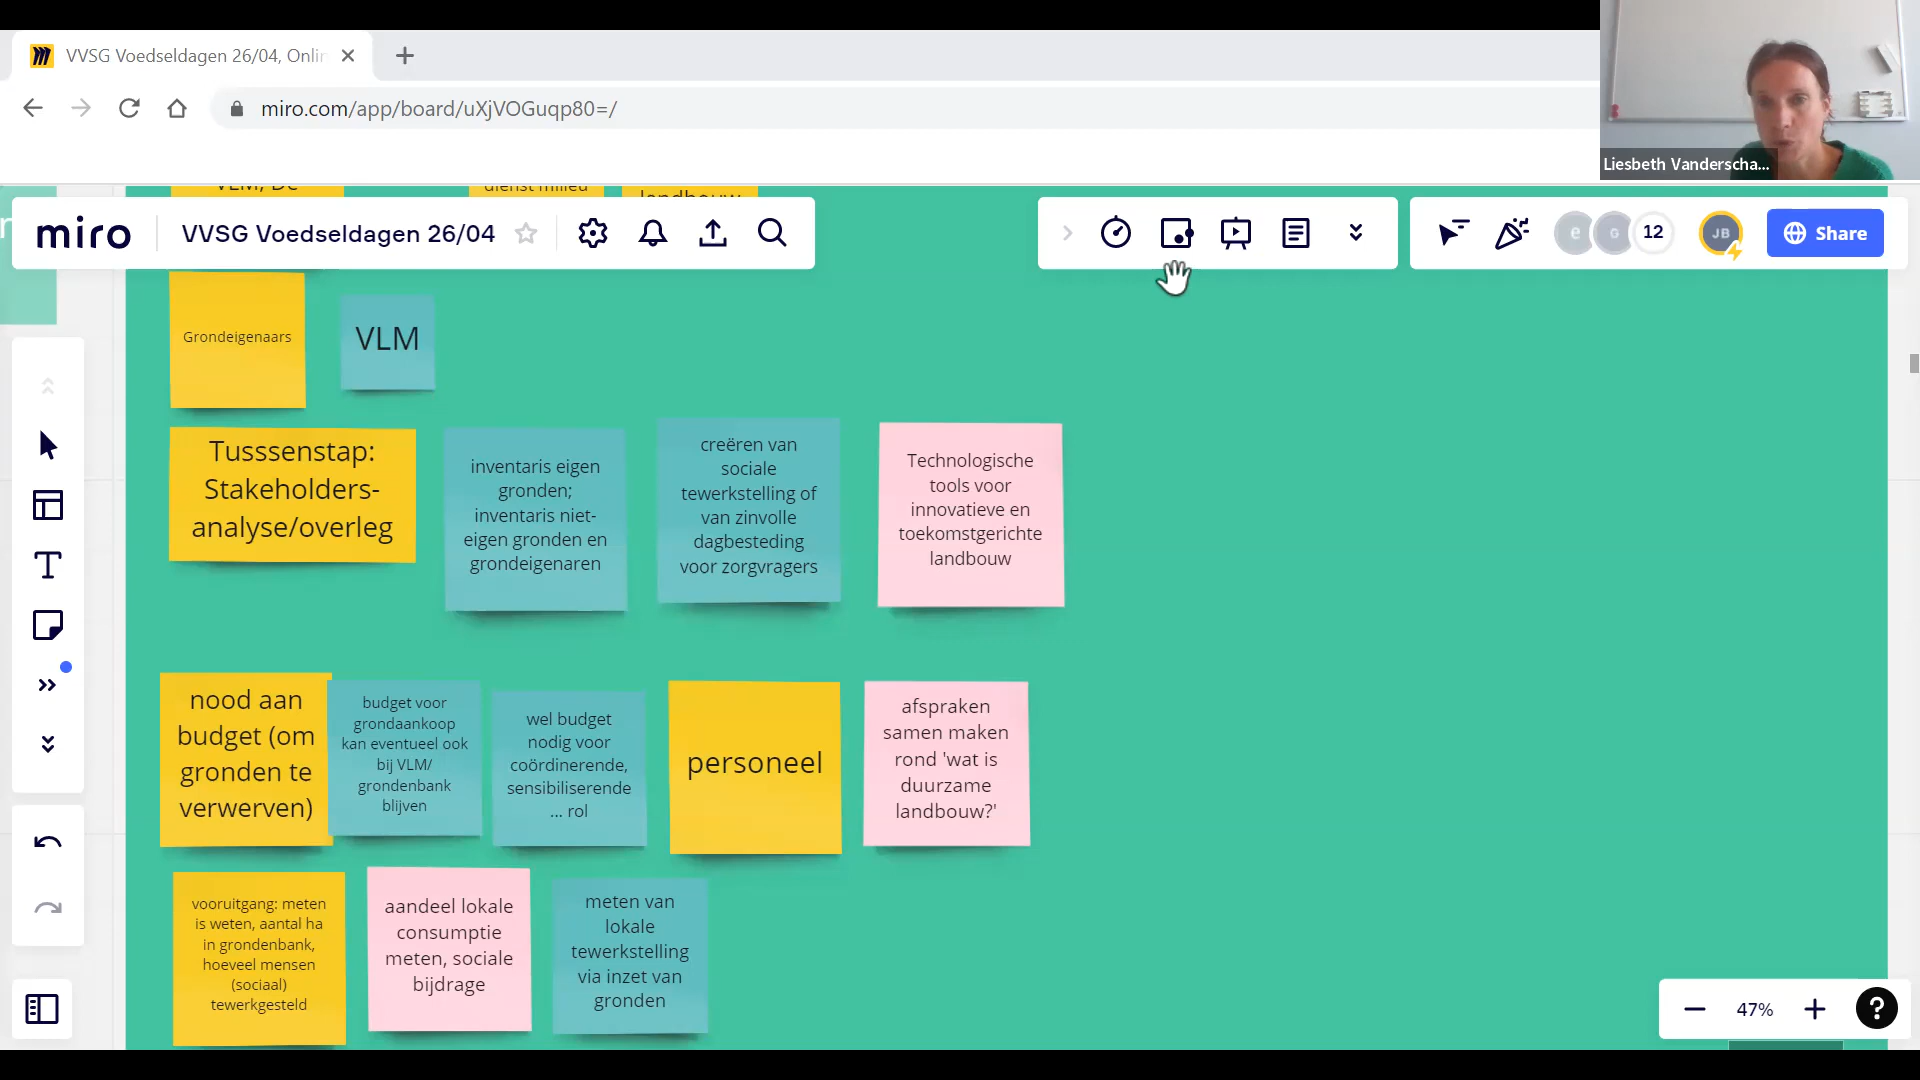 VVSG Voedseldagen 26/04, Onlin
miro.com/app/board/uXjVOGuqp80=/
Liesbeth Vanderscha...
dienst milieu
landbouw
miro
VVSG Voedseldagen 26/04
e
G
12
JB
Share
Grondeigenaars
VLM
Tusssenstap:
Stakeholders-
analyse/overleg
inventaris eigen
gronden;
inventaris niet-
eigen gronden en
grondeigenaren
creëren van
sociale
tewerkstelling of
van zinvolle
dagbesteding
voor zorgvragers
Technologische
tools voor
innovatieve en
toekomstgerichte
landbouw
nood aan
budget (om
gronden te
verwerven)
budget voor
grondaankoop
kan eventueel ook
bij VLM/
grondenbank
blijven
wel budget
nodig voor
coördinerende,
sensibiliserende
... rol
personeel
afspraken
samen maken
rond 'wat is
duurzame
landbouw?'
vooruitgang: meten
is weten, aantal ha
in grondenbank,
hoeveel mensen
(sociaal)
tewerkgesteld
aandeel lokale
consumptie
meten, sociale
bijdrage
meten van
lokale
tewerkstelling
via inzet van
gronden
47%